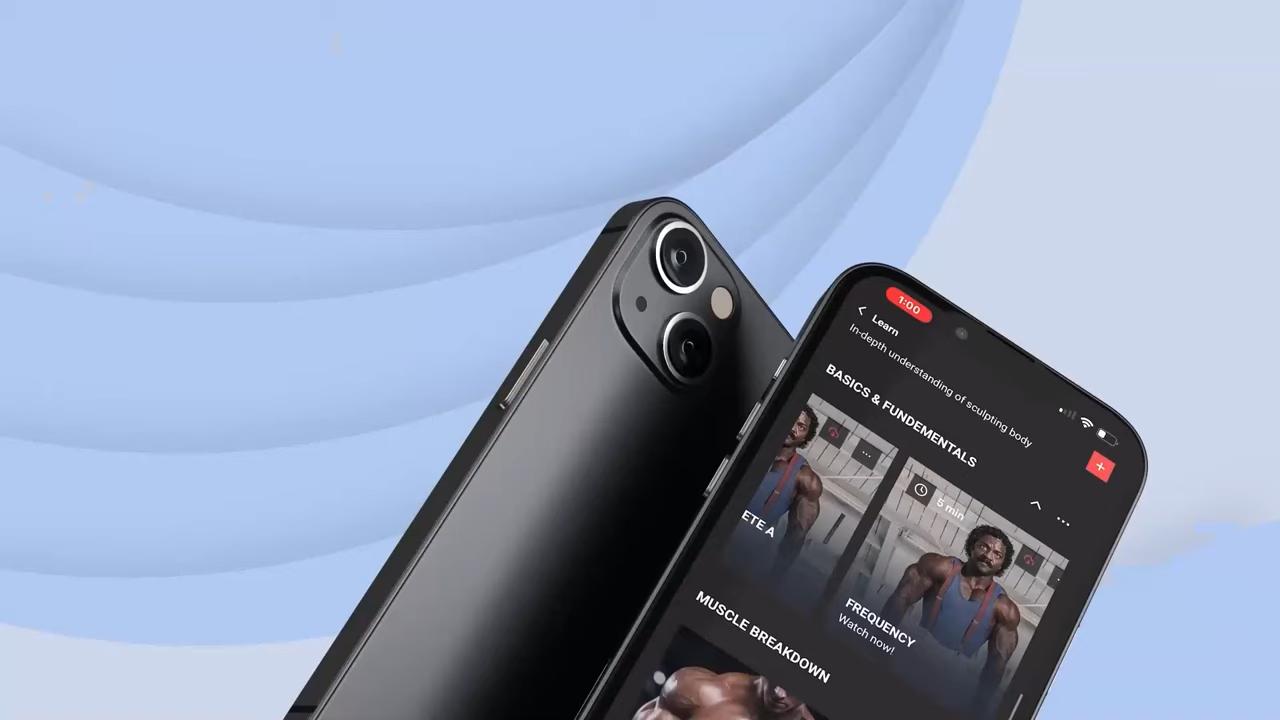 1:00
Learn
In-depth understanding of sculpting body
BASICS & FUNDEMENTALS
5 min
ETE A
FREQUENCY
Watch now!
MUSCLE BREAKDOWN